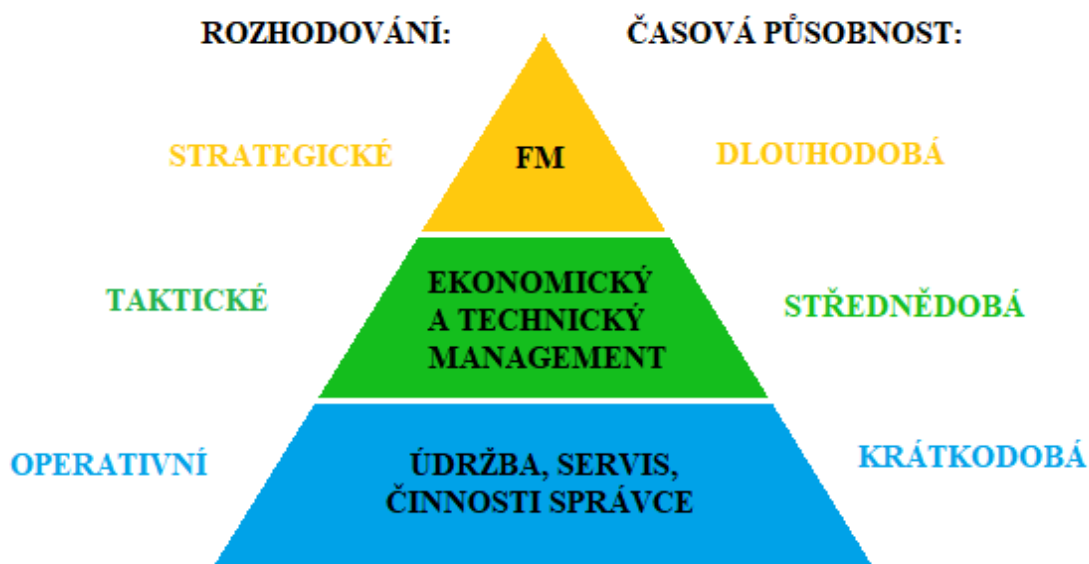 ROZHODOVÁNÍ:
ČASOVÁ PŮSOBNOST:
STRATEGICKÉ
FM
DLOUHODOBÁ
TAKTICKÉ
EKONOMICKÝ
A TECHNICKÝ
MANAGEMENT
STŘEDNĚDOBÁ
OPERATIVNÍ
ÚDRŽBA, SERVIS,
ČINNOSTI SPRÁVCE
KRÁTKODOBÁ